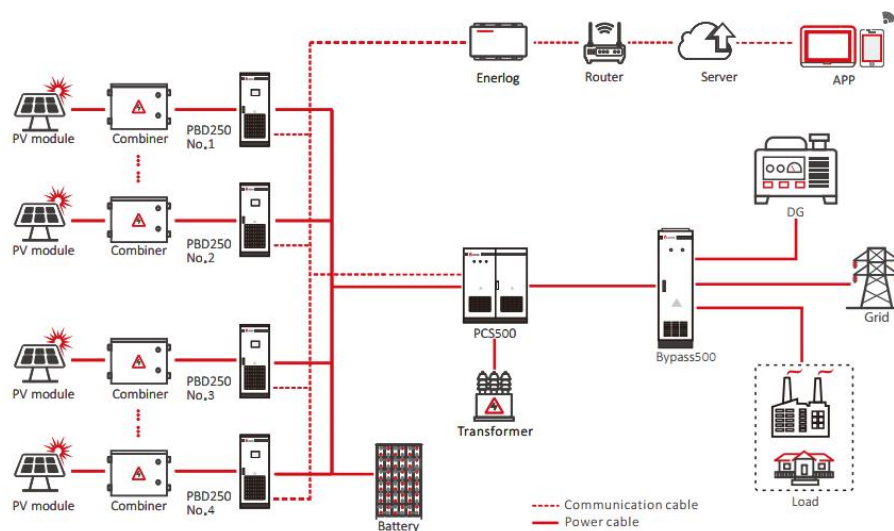 Enerlog
Router
Server
APP
PV module
Combiner
PBD250
No.1
PV module
Combiner
PBD250
No.2
DG
PCS500
Bypass500
Grid
PV module
Combiner
PBD250
No.3
Transformer
PV module
Combiner
PBD250
No.4
Battery
Load
Communication cable
Power cable